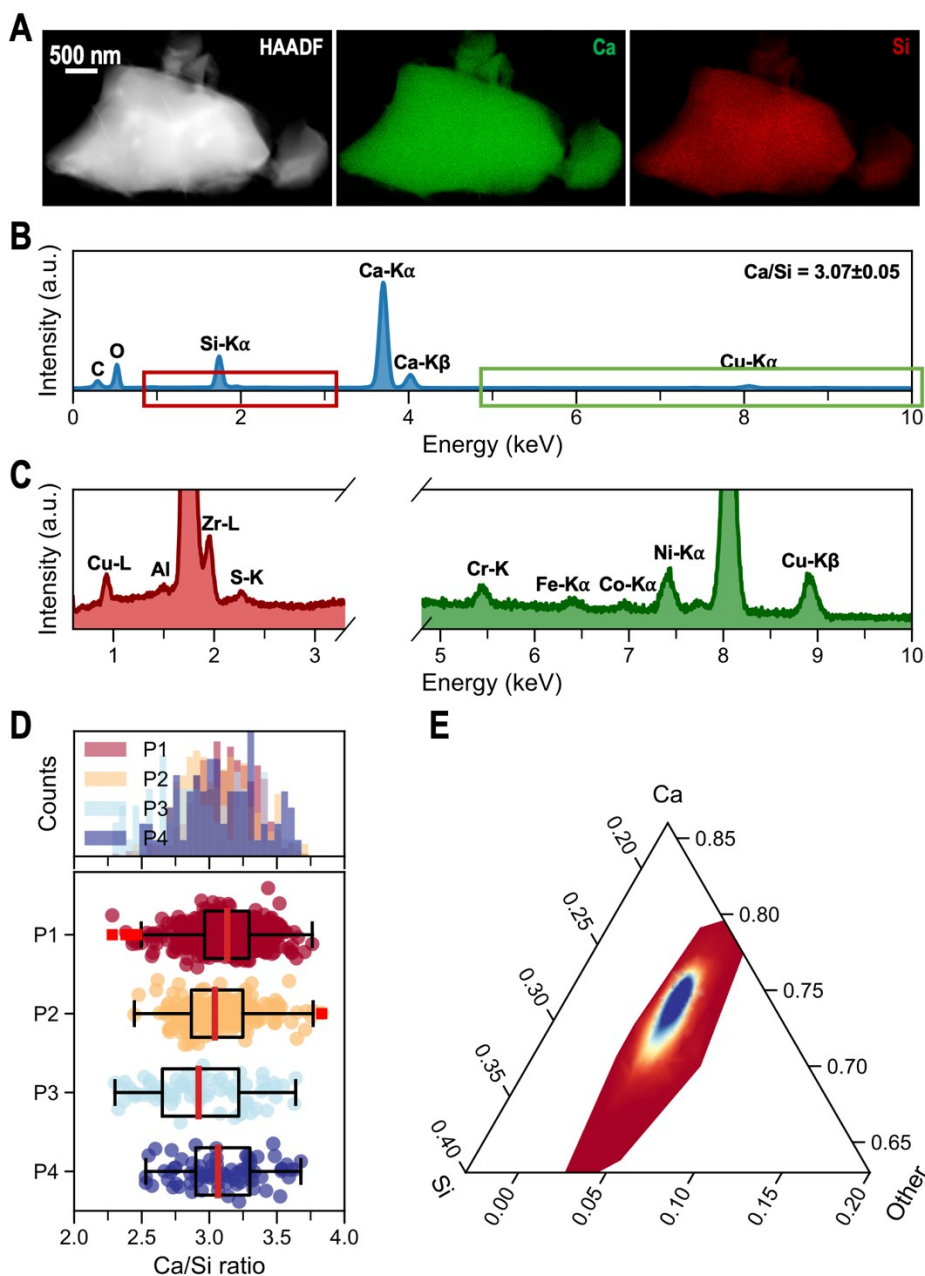 A
500 nm
HAADF
Ca
Si
B
Intensity (a.u.)
C
O
Si-Kα
Ca-Kα
Ca-Kβ
Cu-Kα
Ca/Si = 3.07±0.05
0 2 4 6 8 10
Energy (keV)
C
Intensity (a.u.)
Cu-L
Al
Zr-L
S-K
Cr-K
Fe-Kα
Co-Kα
Ni-Kα
Cu-Kβ
1 2 3 5 6 7 8 9 10
Energy (keV)
D
Counts
P1
P2
P3
P4
P1
P2
P3
P4
2.0 2.5 3.0 3.5 4.0
Ca/Si ratio
E
Ca
0.20
0.25
0.30
0.35
0.40
0.85
0.80
0.75
0.70
0.65
Si
0.00
0.05
0.10
0.15
0.20
Other